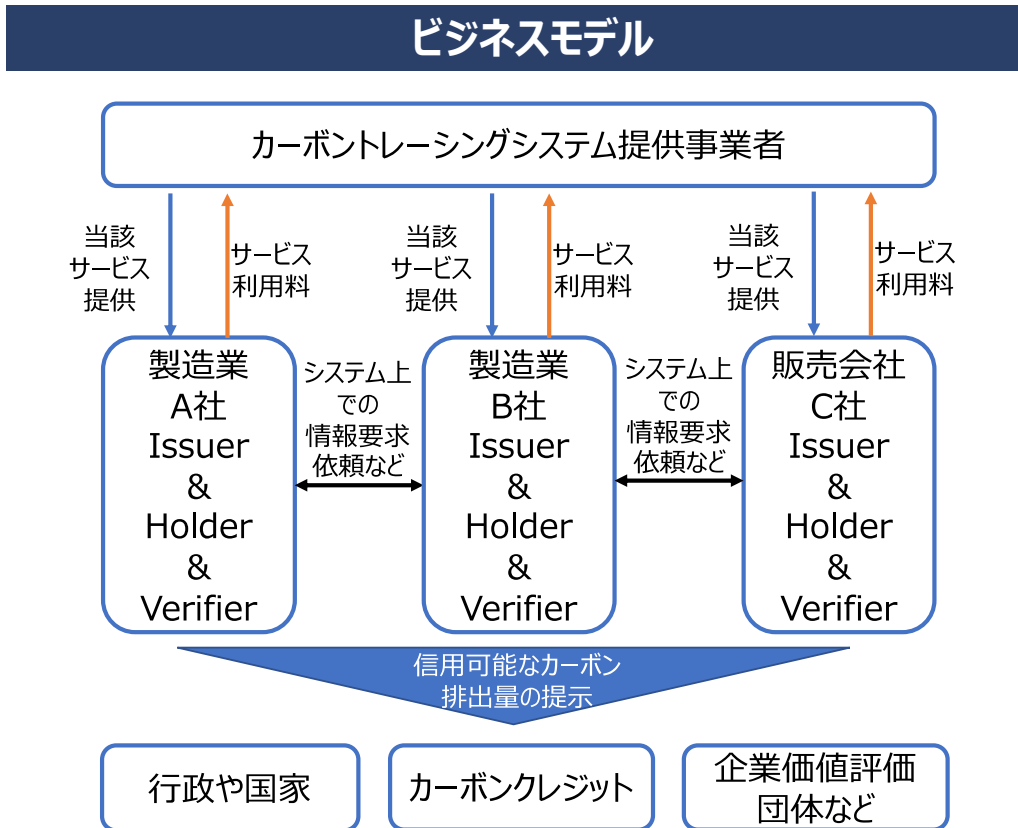 ビジネスモデル
カーボントレーシングシステム提供事業者
当該
サービス
提供
サービス
利用料
当該
サービス
提供
サービス
利用料
当該
サービス
提供
サービス
利用料
製造業
A社
Issuer
&
Holder
&
Verifier
システム上
での
情報要求
依頼など
製造業
B社
Issuer
&
Holder
&
Verifier
システム上
での
情報要求
依頼など
販売会社
C社
Issuer
&
Holder
&
Verifier
信用可能なカーボン
排出量の提示
行政や国家
カーボンクレジット
企業価値評価
団体など